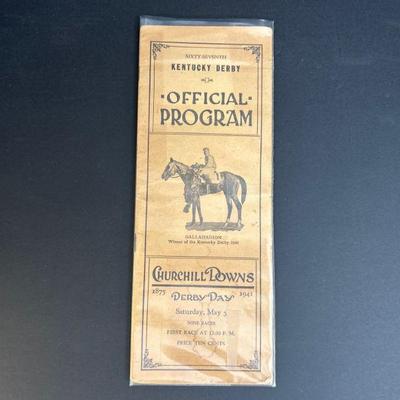 SIXTY-SEVENTH
KENTUCKY DERBY
OFFICIAL
PROGRAM
GALLAHADION
Winner of the Kentucky Derby 1940
CHURCHILL DOWNS
1875 DERBY DAY 1941
Saturday, May 3
NINE RACES
FIRST RACE AT 12:30 P. M.
PRICE TEN CENTS